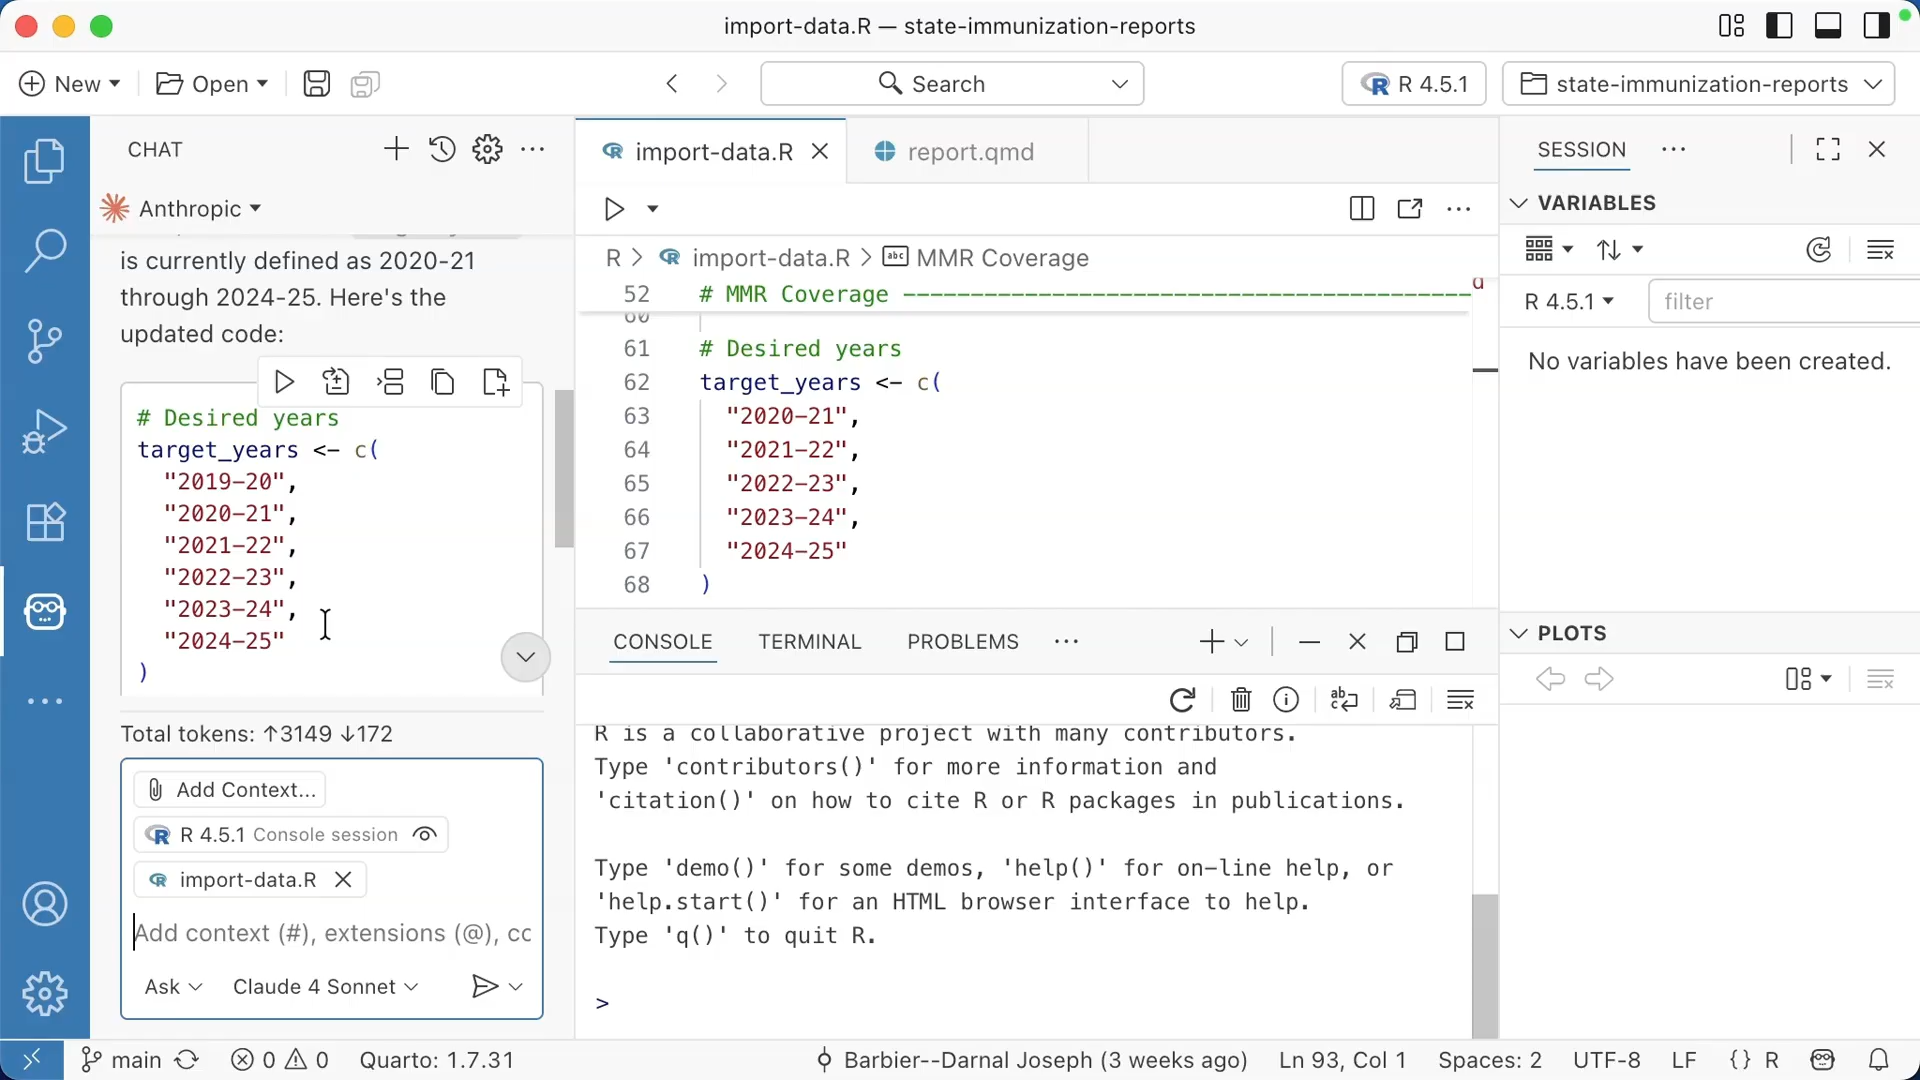 import-data.R — state-immunization-reports
New
Open
Search
R 4.5.1
state-immunization-reports
CHAT
Anthropic
is currently defined as 2020-21
through 2024-25. Here's the
updated code:
# Desired years
target_years <- c(
"2019-20",
"2020-21",
"2021-22",
"2022-23",
"2023-24",
"2024-25"
)
Total tokens: ↑3149 ↓172
Add Context...
R 4.5.1 Console session
import-data.R
Add context (#), extensions (@), co
Ask
Claude 4 Sonnet
import-data.R
report.qmd
R > import-data.R > abc MMR Coverage
52 # MMR Coverage ------------------------------------------
60
61 # Desired years
62 target_years <- c(
63 "2020-21",
64 "2021-22",
65 "2022-23",
66 "2023-24",
67 "2024-25"
68 )
CONSOLE
TERMINAL
PROBLEMS
R is a collaborative project with many contributors.
Type 'contributors()' for more information and
'citation()' on how to cite R or R packages in publications.
Type 'demo()' for some demos, 'help()' for on-line help, or
'help.start()' for an HTML browser interface to help.
Type 'q()' to quit R.
>
SESSION
VARIABLES
R 4.5.1
filter
No variables have been created.
PLOTS
main
0
0
Quarto: 1.7.31
Barbier--Darnal Joseph (3 weeks ago)
Ln 93, Col 1
Spaces: 2
UTF-8
LF
{} R